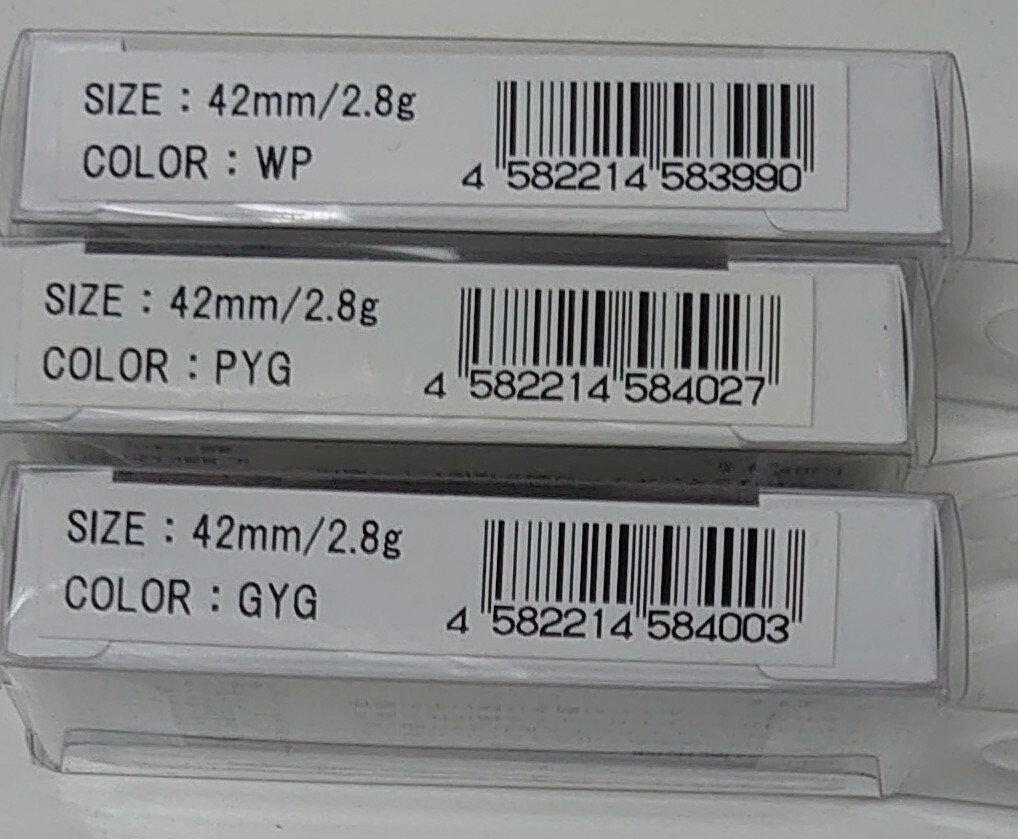 SIZE : 42mm/2.8g
COLOR : WP
4 582214 583990
SIZE : 42mm/2.8g
COLOR : PYG
4 582214 584027
SIZE : 42mm/2.8g
COLOR : GYG
4 582214 584003